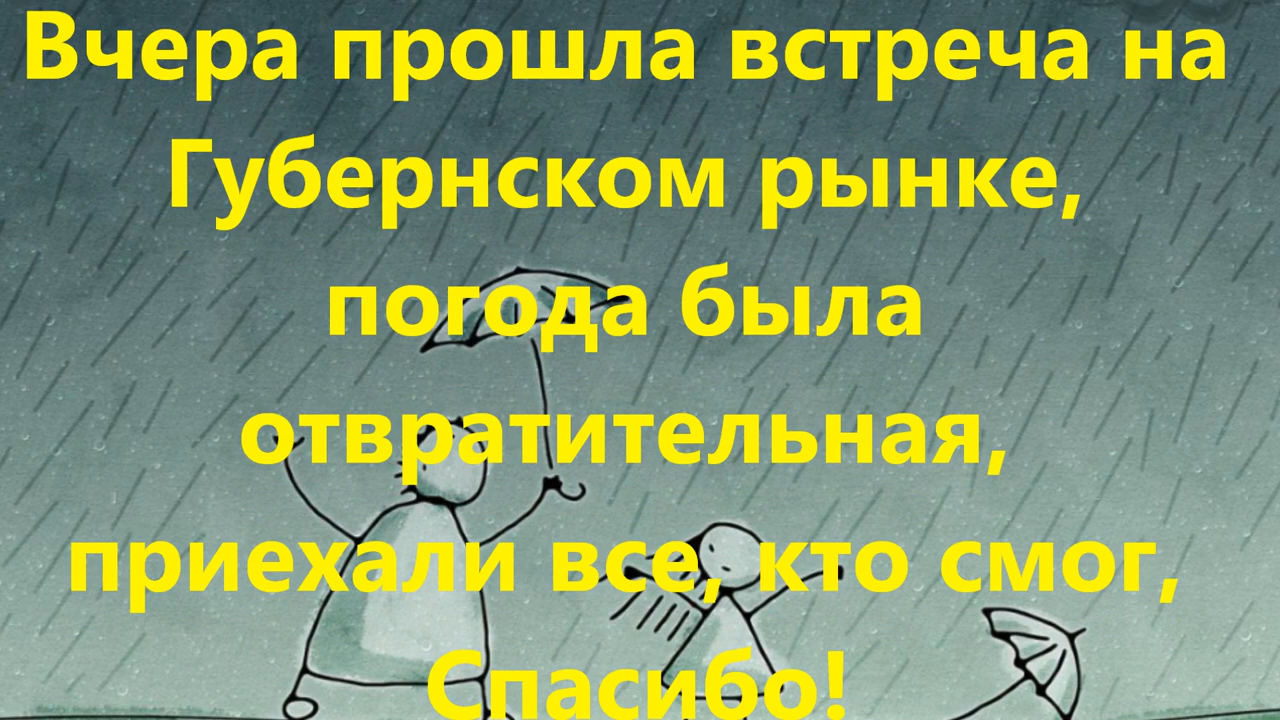 Вчера прошла встреча на
Губернском рынке,
погода была
отвратительная,
приехали все, кто смог,
Спасибо!